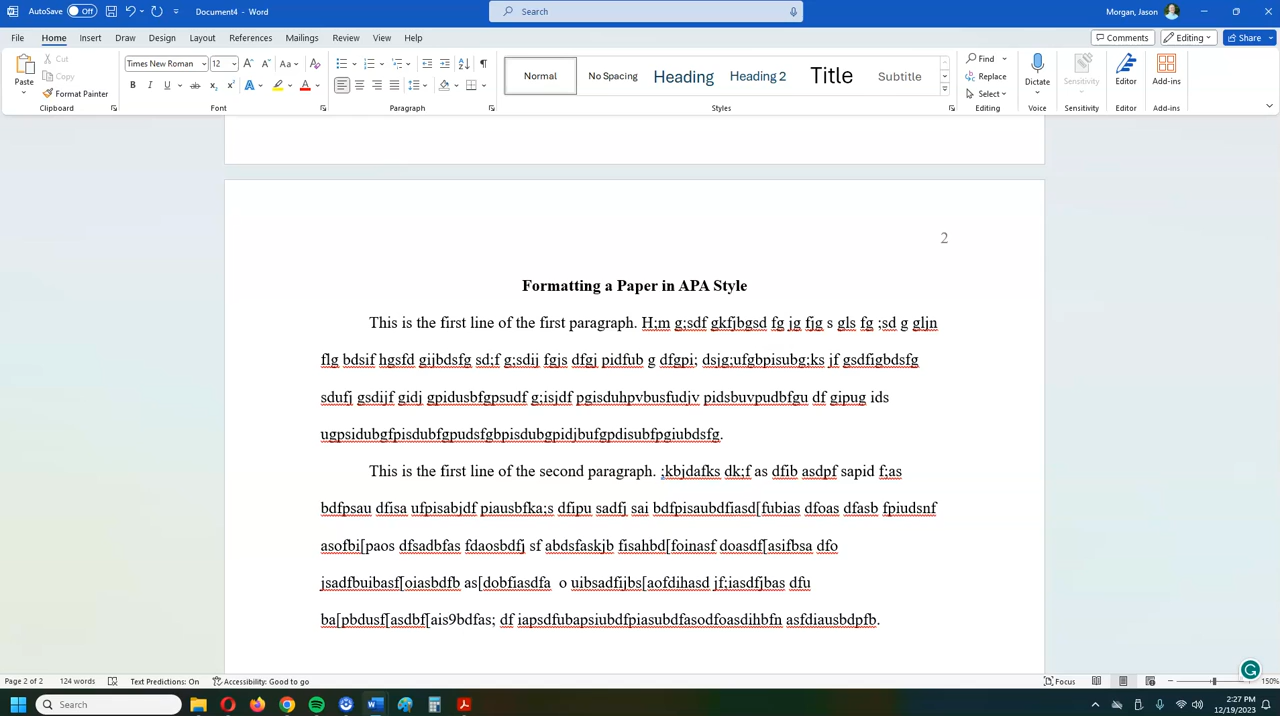 AutoSave Off Document4 - Word Search Morgan, Jason
File Home Insert Draw Design Layout References Mailings Review View Help Comments Editing Share
Paste Cut Copy Format Painter Clipboard
Times New Roman 12 Aa Font
Paragraph
Normal No Spacing Heading Heading 2 Title Subtitle Styles
Find Replace Select Editing
Dictate Voice
Sensitivity Sensitivity
Editor Editor
Add-ins Add-ins
2
Formatting a Paper in APA Style
This is the first line of the first paragraph. H;m g;sdf gkfjbgsd fg jg fjg s gls fg ;sd g gljn
flg bdsif hgsfd gijbdsfg sd;f g;sdij fgjs dfgj pidfub g dfgpi; dsjg;ufgbpisubg;ks jf gsdfigbdsfg
sdufj gsdijf gidj gpidusbfgpsudf g;isjdf pgisduhpvbusfudjv pidsbuvpudbfgu df gipug ids
ugpsidubgfpisdubfgpudsfgbpisdubgpidjbufgpdisubfpgiubdsfg.
This is the first line of the second paragraph. ;kbjdafks dk;f as dfib asdpf sapid f;as
bdfpsau dfisa ufpisabjdf piausbfka;s dfipu sadfj sai bdfpisaubdfiasd[fubias dfoas dfasb fpiudsnf
asofbi[paos dfsadbfas fdaosbdfj sf abdsfaskjb fisahbd[foinasf doasdf[asifbsa dfo
jsadfbuibasf[oiasbdfb as[dobfiasdfa o uibsadfijbs[aofdihasd jf;iasdfjbas dfu
ba[pbdusf[asdbf[ais9bdfas; df iapsdfubapsiubdfpiasubdfasodfoasdihbfn asfdiausbdpfb.
Page 2 of 2 124 words Text Predictions: On Accessibility: Good to go Focus 150%
Search 2:27 PM
12/19/2023